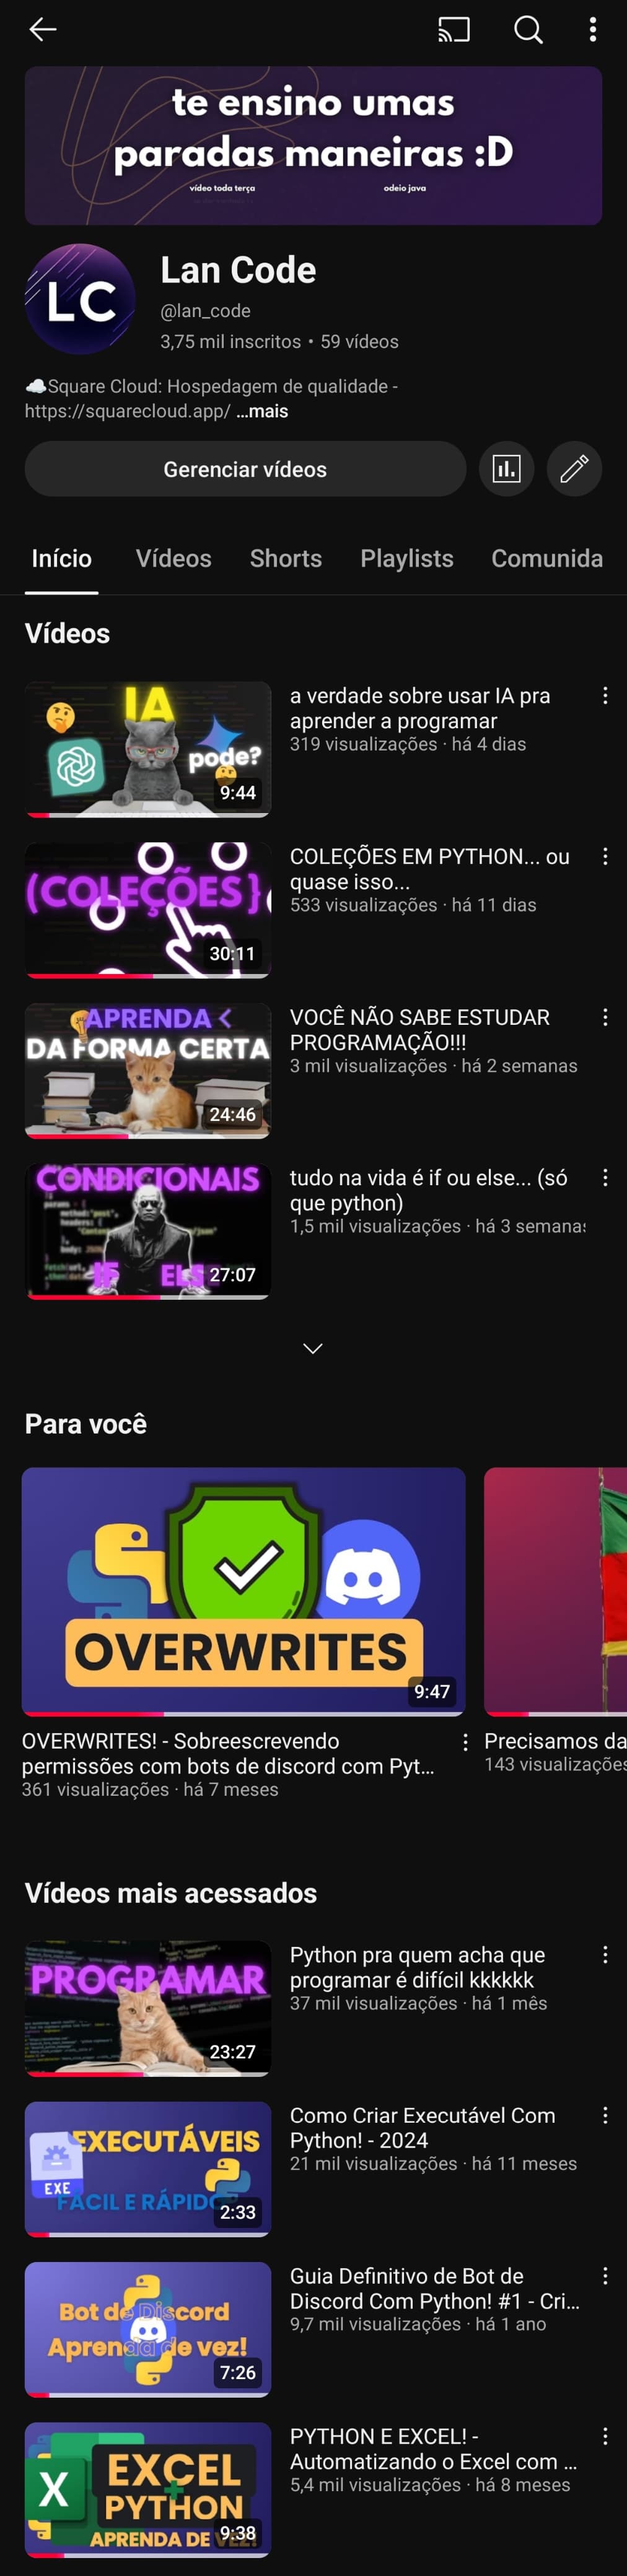 te ensino umas
paradas maneiras :D
vídeo toda terça
odeio java
LC
Lan Code
@lan_code
3,75 mil inscritos • 59 vídeos
☁️Square Cloud: Hospedagem de qualidade -
https://squarecloud.app/ ...mais
Gerenciar vídeos
Início Vídeos Shorts Playlists Comunida
Vídeos
IA
pode?
9:44
a verdade sobre usar IA pra
aprender a programar
319 visualizações · há 4 dias
(COLEÇÕES}
30:11
COLEÇÕES EM PYTHON... ou
quase isso...
533 visualizações · há 11 dias
APRENDA <
DA FORMA CERTA
24:46
VOCÊ NÃO SABE ESTUDAR
PROGRAMAÇÃO!!!
3 mil visualizações · há 2 semanas
CONDICIONAIS
IF ELS
27:07
tudo na vida é if ou else... (só
que python)
1,5 mil visualizações · há 3 semanas
Para você
OVERWRITES
9:47
OVERWRITES! - Sobreescrevendo
permissões com bots de discord com Pyt...
361 visualizações · há 7 meses
Precisamos da
143 visualizações
Vídeos mais acessados
PROGRAMAR
23:27
Python pra quem acha que
programar é difícil kkkkkk
37 mil visualizações · há 1 mês
EXECUTÁVEIS
EXE
FÁCIL E RÁPIDO
2:33
Como Criar Executável Com
Python! - 2024
21 mil visualizações · há 11 meses
Bot de Discord
Aprenda de vez!
7:26
Guia Definitivo de Bot de
Discord Com Python! #1 - Cri...
9,7 mil visualizações · há 1 ano
X
EXCEL
+
PYTHON
APRENDA DE VEZ!
9:38
PYTHON E EXCEL! -
Automatizando o Excel com ...
5,4 mil visualizações · há 8 meses